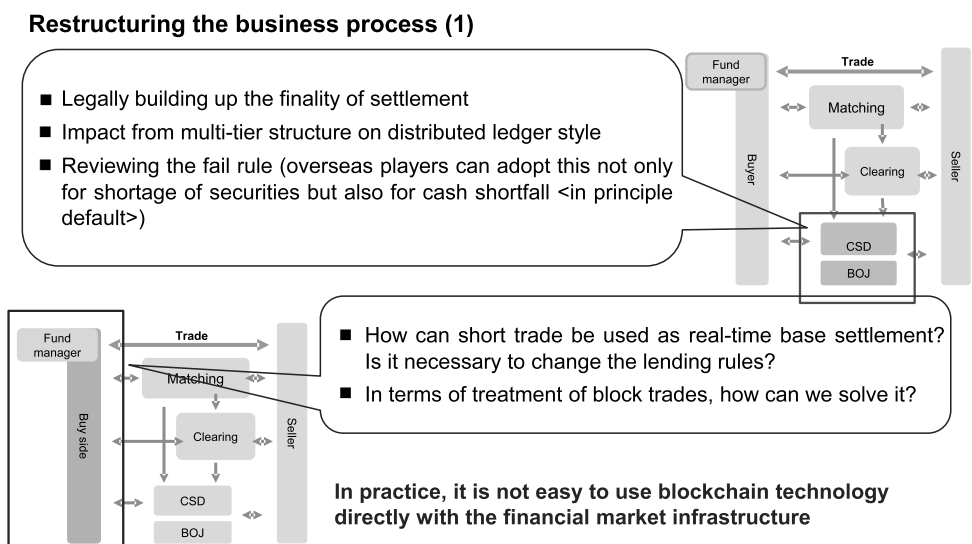 Restructuring the business process (1)
■ Legally building up the finality of settlement
■ Impact from multi-tier structure on distributed ledger style
■ Reviewing the fail rule (overseas players can adopt this not only
for shortage of securities but also for cash shortfall <in principle
default>)
Fund
manager
Trade
Matching
Buyer
Clearing
Seller
CSD
BOJ
Fund
manager
Trade
Matching
Buy side
Clearing
Seller
CSD
BOJ
■ How can short trade be used as real-time base settlement?
Is it necessary to change the lending rules?
■ In terms of treatment of block trades, how can we solve it?
In practice, it is not easy to use blockchain technology
directly with the financial market infrastructure